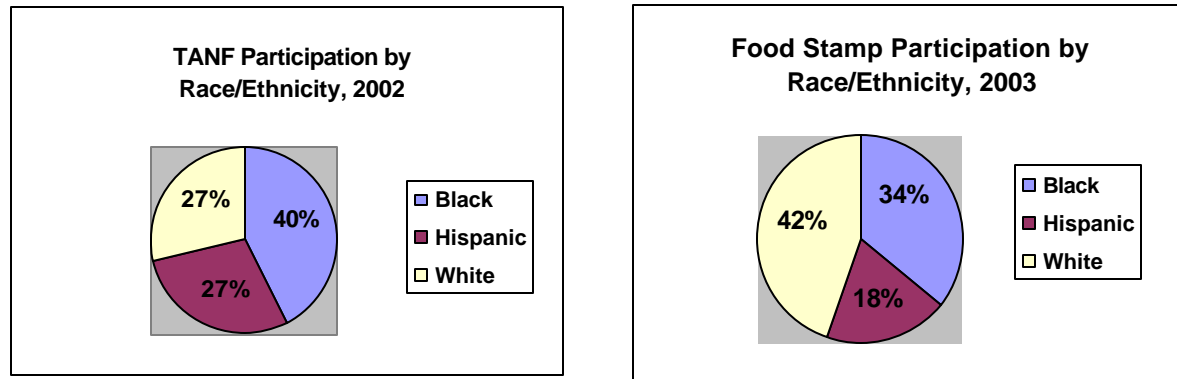 TANF Participation by
Race/Ethnicity, 2002
27%
40%
27%
Black
Hispanic
White
Food Stamp Participation by
Race/Ethnicity, 2003
42%
34%
18%
Black
Hispanic
White